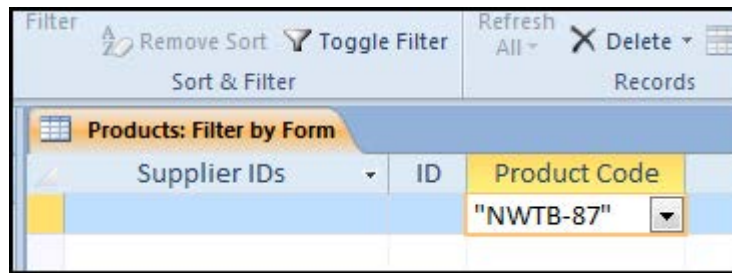 Filter
Remove Sort Toggle Filter
Sort & Filter
Refresh
All
Delete
Records
Products: Filter by Form
Supplier IDs ID Product Code
"NWTB-87"